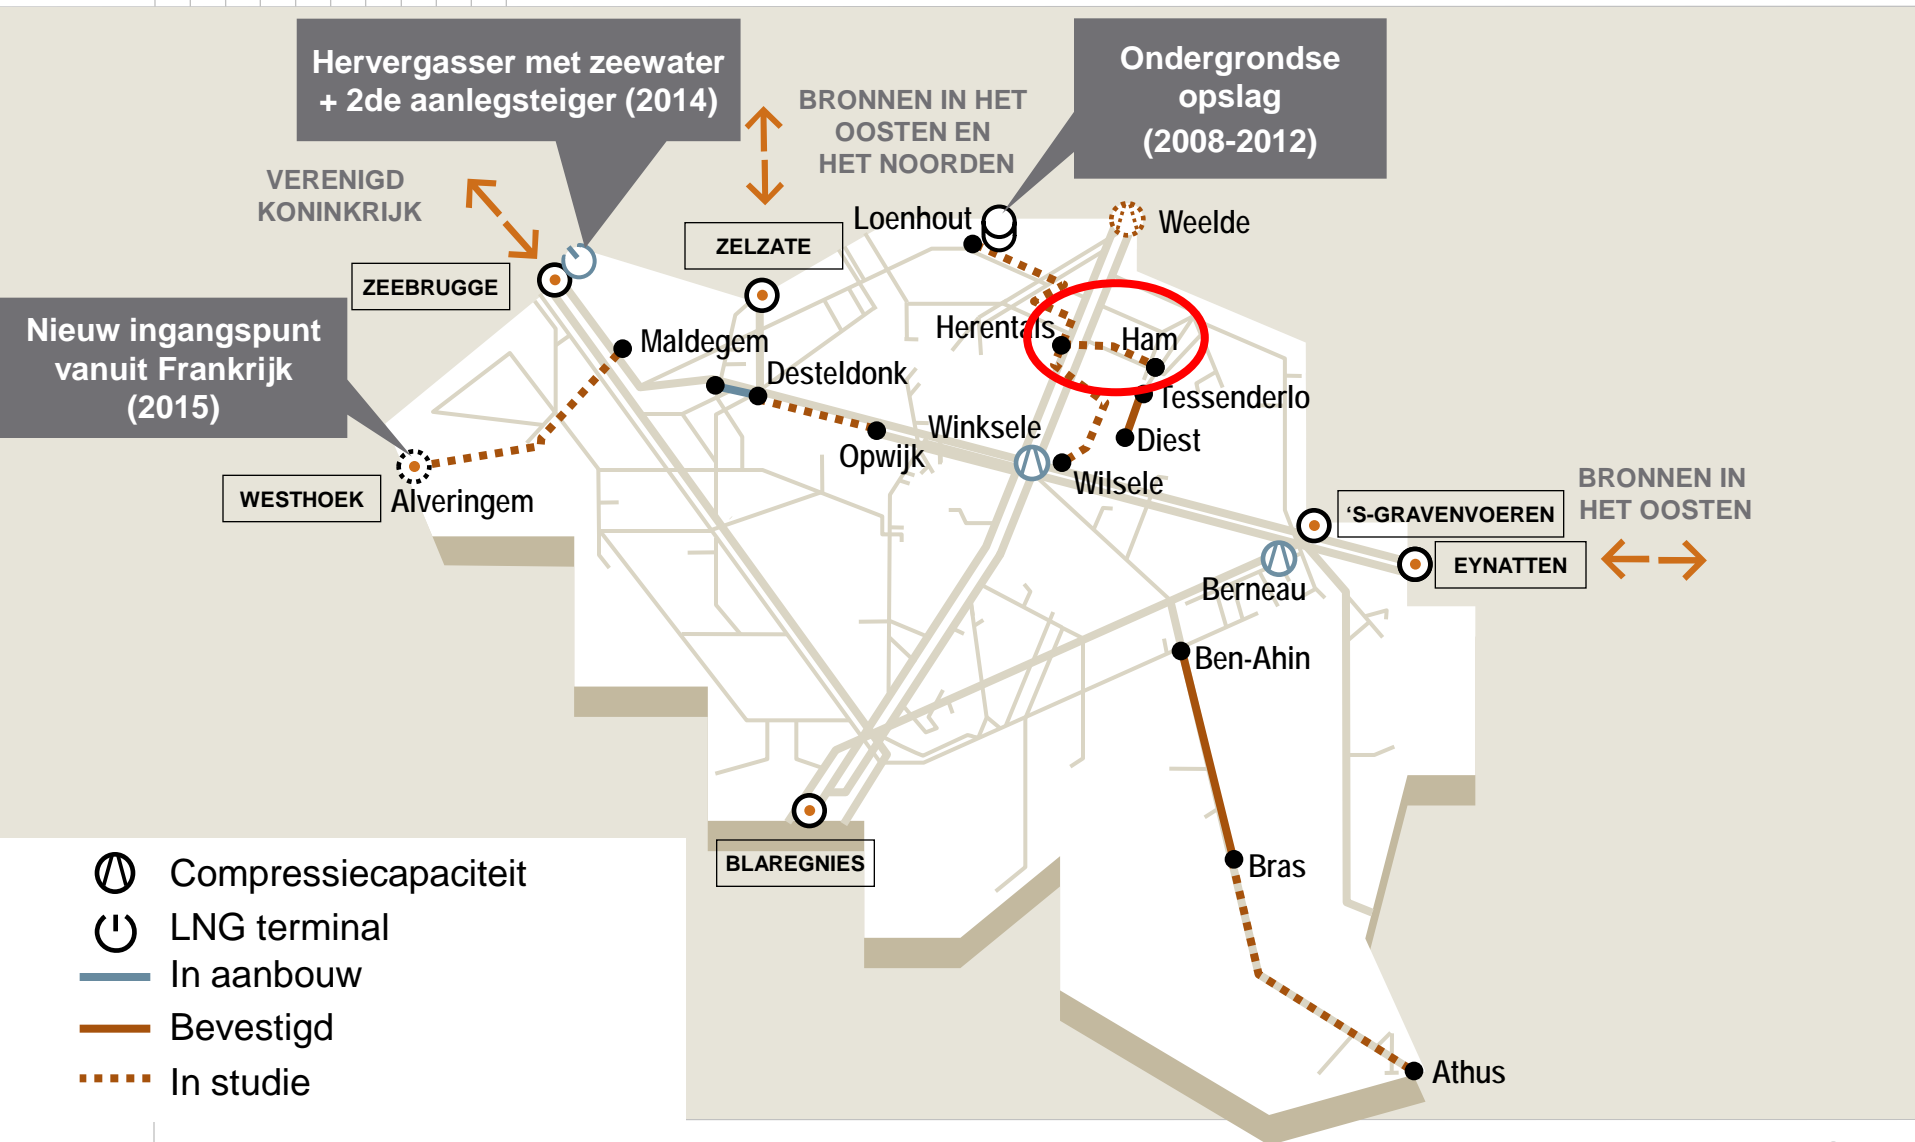 Hervergasser met zeewater
+ 2de aanlegsteiger (2014)
Ondergrondse
opslag
(2008-2012)
BRONNEN IN HET
OOSTEN EN
HET NOORDEN
VERENIGD
KONINKRIJK
Loenhout
Weelde
ZELZATE
ZEEBRUGGE
Nieuw ingangspunt
vanuit Frankrijk
(2015)
Maldegem
Herentals
Ham
Desteldonk
Tessenderlo
Winksele
Diest
Opwijk
Wilsele
WESTHOEK
Alveringem
BRONNEN IN
HET OOSTEN
'S-GRAVENVOEREN
EYNATTEN
Berneau
Ben-Ahin
BLAREGNIES
Bras
Athus
Compressiecapaciteit
LNG terminal
In aanbouw
Bevestigd
In studie